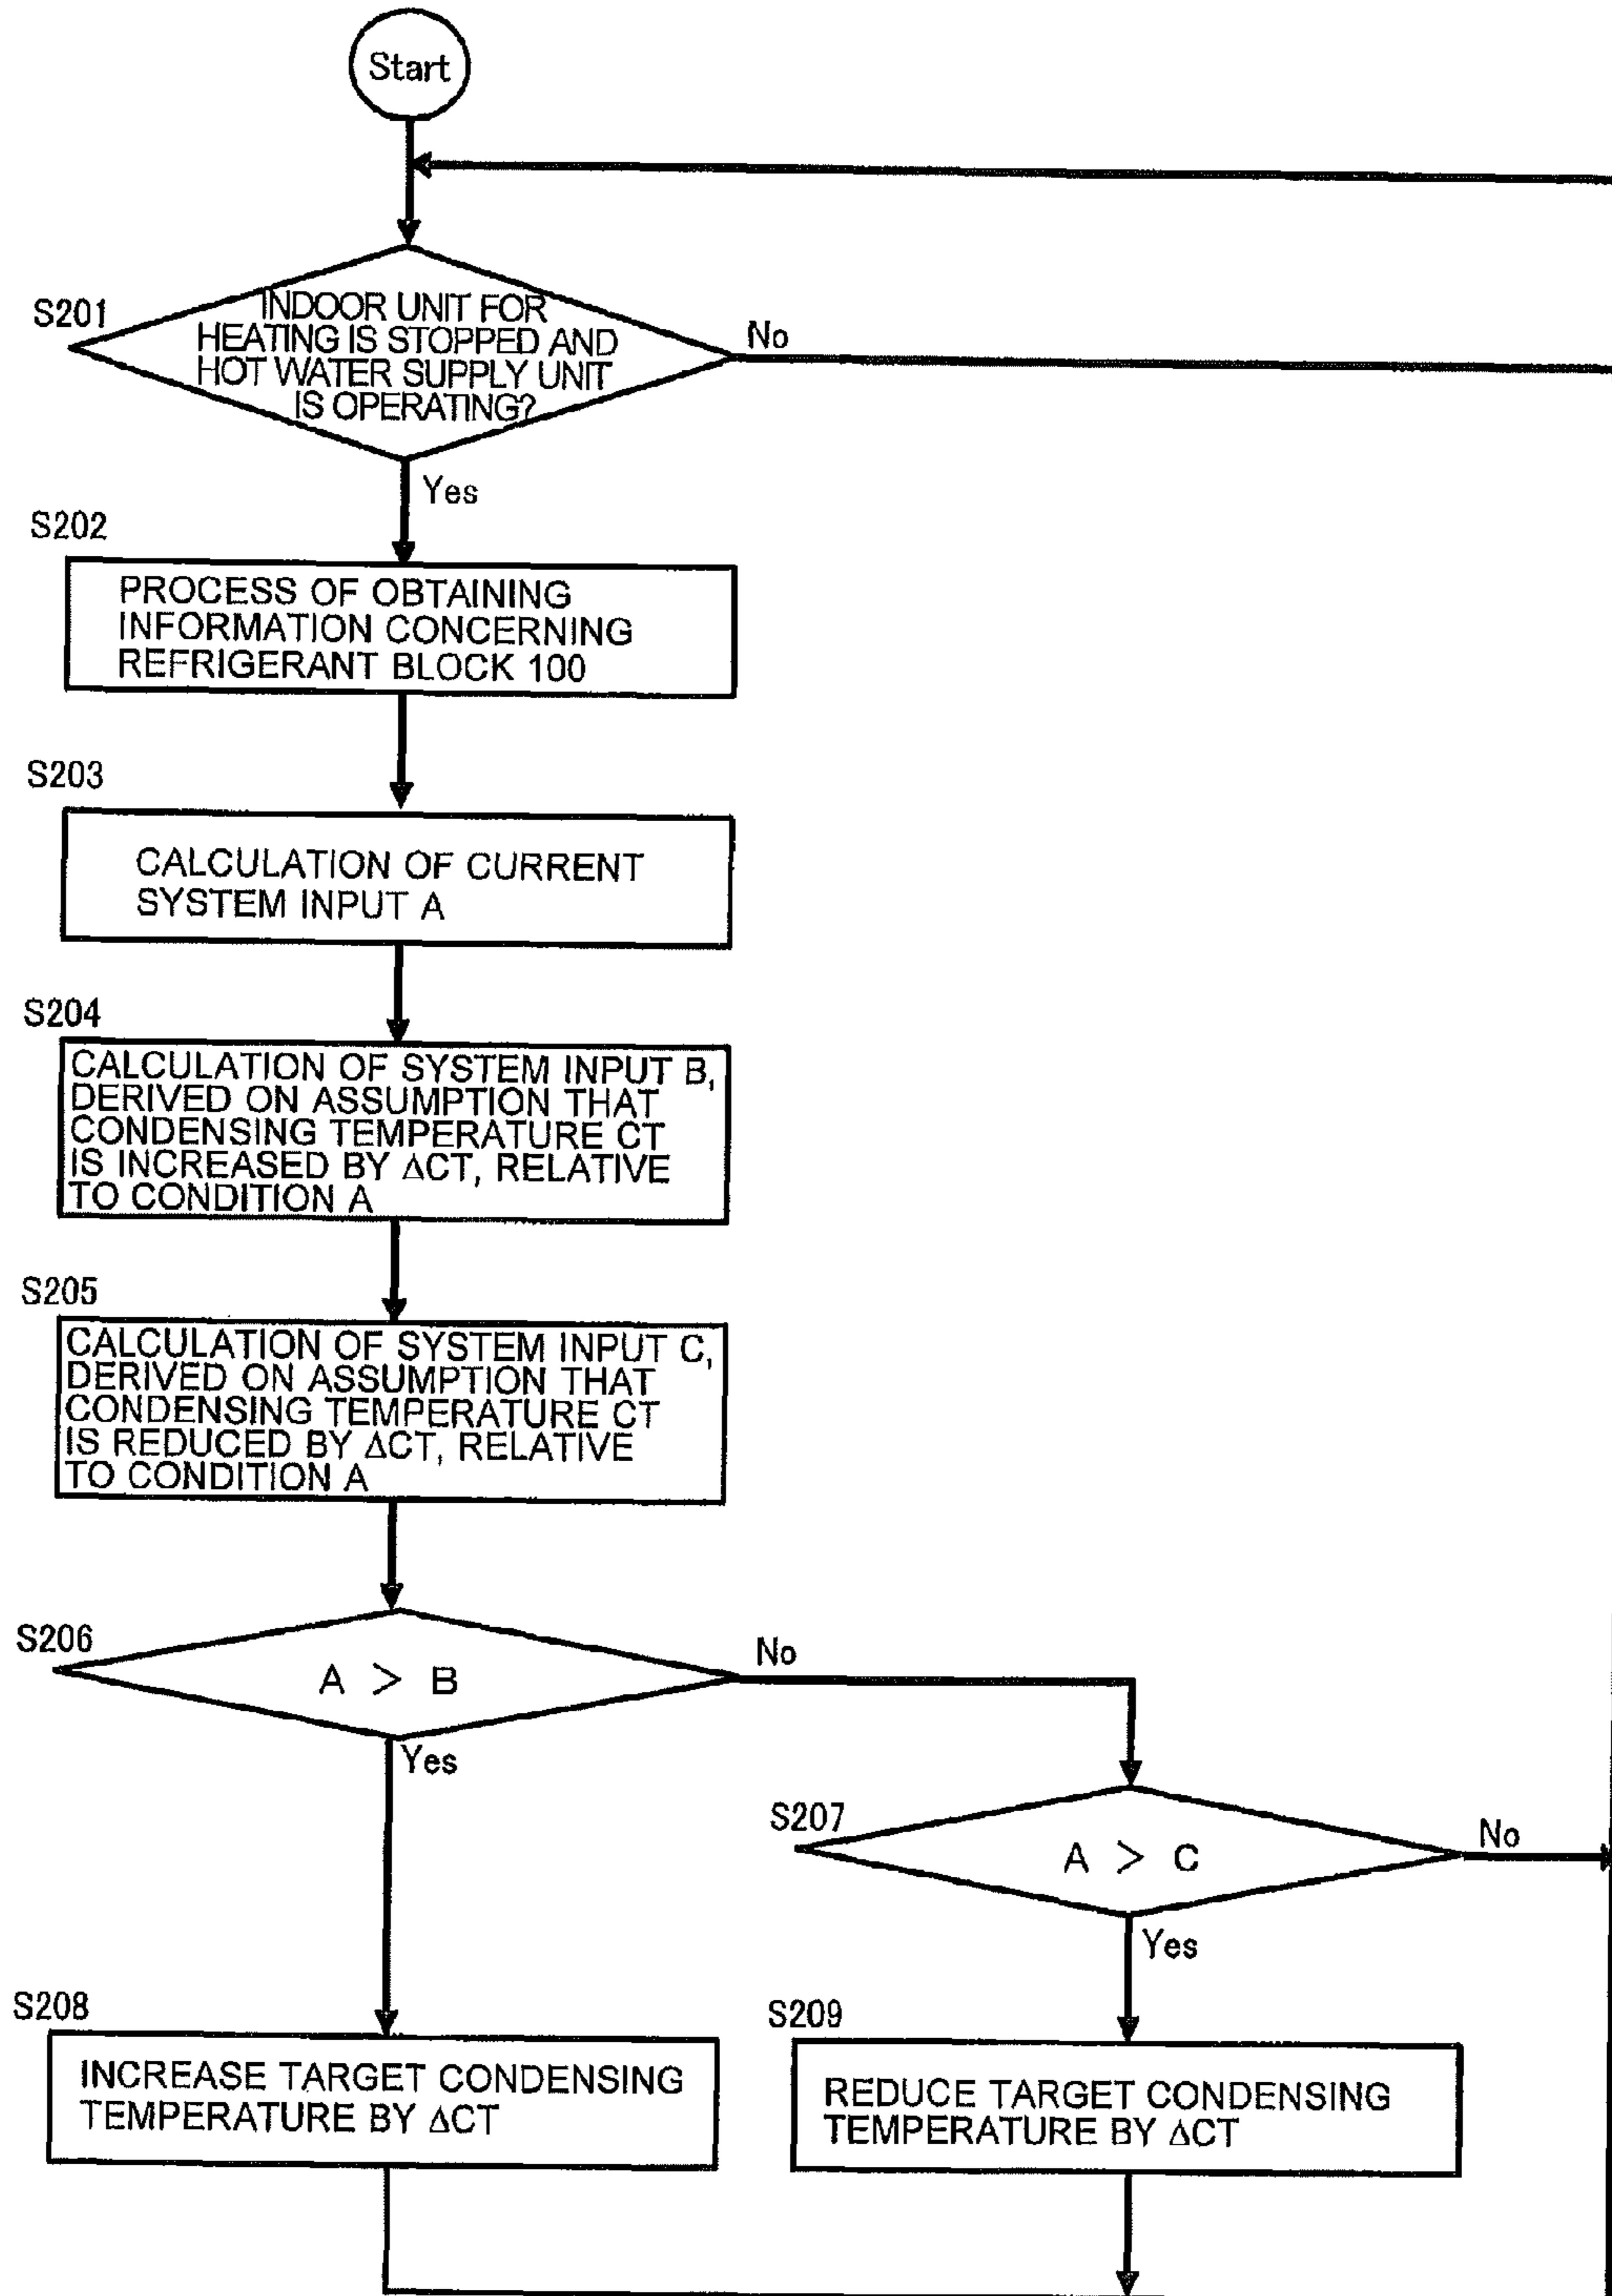 Start
S201
INDOOR UNIT FOR
HEATING IS STOPPED AND
HOT WATER SUPPLY UNIT
IS OPERATING?
No
Yes
S202
PROCESS OF OBTAINING
INFORMATION CONCERNING
REFRIGERANT BLOCK 100
S203
CALCULATION OF CURRENT
SYSTEM INPUT A
S204
CALCULATION OF SYSTEM INPUT B,
DERIVED ON ASSUMPTION THAT
CONDENSING TEMPERATURE CT
IS INCREASED BY ΔCT, RELATIVE
TO CONDITION A
S205
CALCULATION OF SYSTEM INPUT C,
DERIVED ON ASSUMPTION THAT
CONDENSING TEMPERATURE CT
IS REDUCED BY ΔCT, RELATIVE
TO CONDITION A
S206
A > B
No
Yes
S207
A > C
No
Yes
S208
INCREASE TARGET CONDENSING
TEMPERATURE BY ΔCT
S209
REDUCE TARGET CONDENSING
TEMPERATURE BY ΔCT